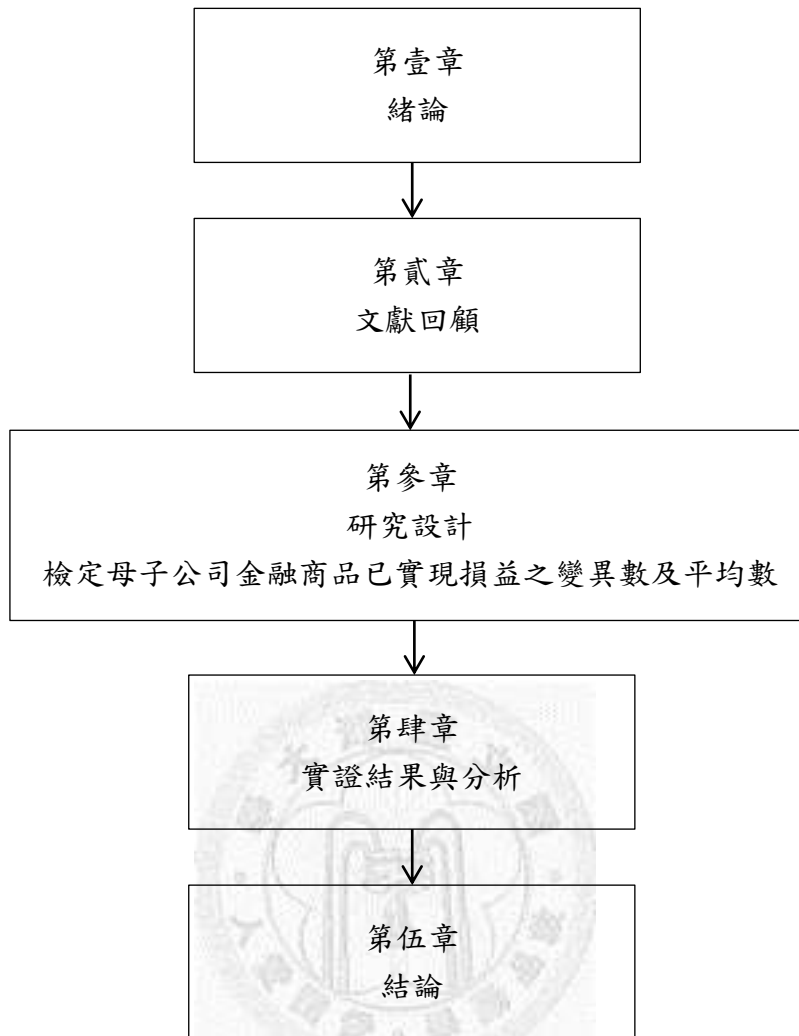 第壹章
緒論
第貳章
文獻回顧
第參章
研究設計
檢定母子公司金融商品已實現損益之變異數及平均數
第肆章
實證結果與分析
第伍章
結論